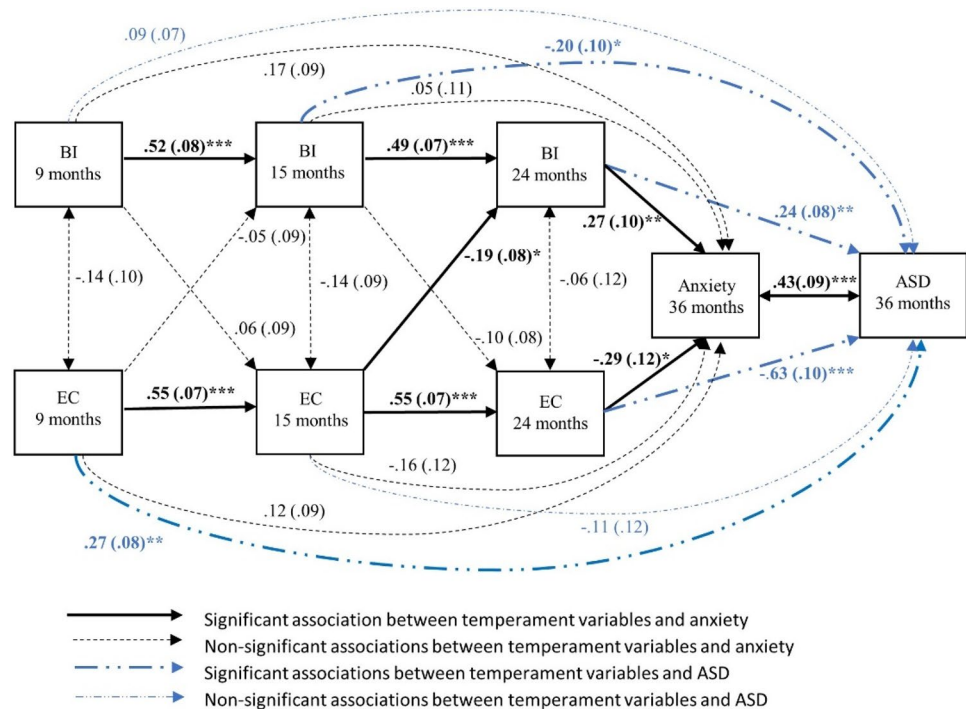 .09 (.07)
-.20 (.10)*
.17 (.09)
.05 (.11)
BI
9 months
.52 (.08)***
BI
15 months
.49 (.07)***
BI
24 months
.24 (.08)**
.27 (.10)**
-.05 (.09)
-.19 (.08)*
-.14 (.10)
-.14 (.09)
-.06 (.12)
Anxiety
36 months
.43(.09)***
ASD
36 months
.06 (.09)
-.10 (.08)
-.29 (.12)*
-.63 (.10)***
EC
9 months
.55 (.07)***
EC
15 months
.55 (.07)***
EC
24 months
-.16 (.12)
.12 (.09)
-.11 (.12)
.27 (.08)**
Significant association between temperament variables and anxiety
Non-significant associations between temperament variables and anxiety
Significant associations between temperament variables and ASD
Non-significant associations between temperament variables and ASD